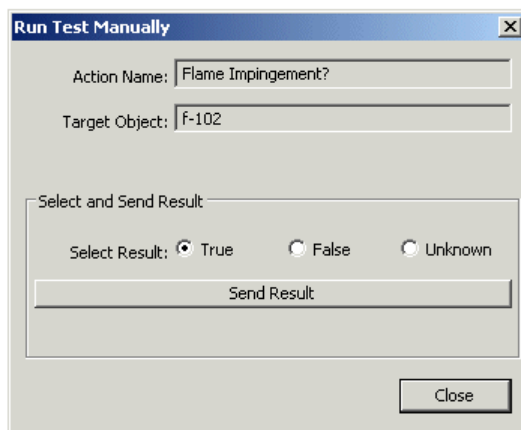 Run Test Manually
Action Name: Flame Impingement?
Target Object: f-102
Select and Send Result
Select Result: True False Unknown
Send Result
Close